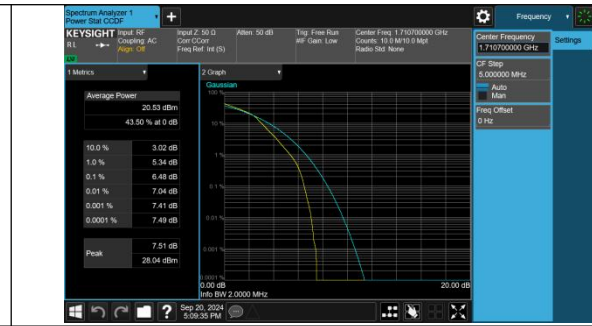 Spectrum Analyzer 1
Power Stat CCDF
Frequency
KEYSIGHT
RL
Input: RF
Coupling: AC
Align: Off
Input Z: 50 Ω
Corr CCorr
Freq Ref: Int (S)
Atten: 50 dB
Trig: Free Run
#IF Gain: Low
Center Freq: 1.710700000 GHz
Counts: 10.0 M/10.0 Mpt
Radio Std: None
Center Frequency
1.710700000 GHz
Settings
CF Step
5.000000 MHz
Auto
Man
Freq Offset
0 Hz
1 Metrics
2 Graph
Average Power
20.53 dBm
43.50 % at 0 dB
10.0 % 3.02 dB
1.0 % 5.34 dB
0.1 % 6.48 dB
0.01 % 7.04 dB
0.001 % 7.41 dB
0.0001 % 7.49 dB
Peak
7.51 dB
28.04 dBm
Gaussian
100 %
10 %
1 %
0.1 %
0.01 %
0.001 %
0.0001 %
0.00 dB
20.00 dB
Info BW 2.0000 MHz
Sep 20, 2024
5:09:35 PM